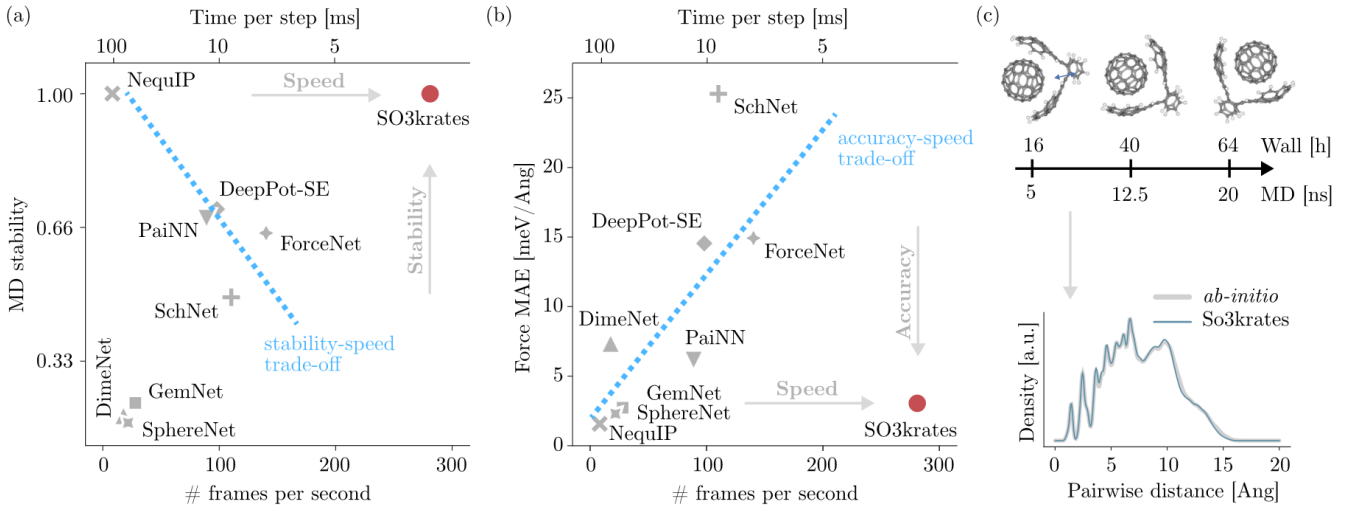 (a)
Time per step [ms]
100
10
5
NequIP
Speed
SO3krates
1.00
0.66
0.33
MD stability
DeepPot-SE
PaiNN
ForceNet
Stability
SchNet
stability-speed
trade-off
DimeNet
GemNet
SphereNet
0
100
200
300
# frames per second
(b)
Time per step [ms]
100
10
5
25
20
15
10
5
0
Force MAE [meV/Ang]
SchNet
accuracy-speed
trade-off
DeepPot-SE
ForceNet
Accuracy
DimeNet
PaiNN
GemNet
SphereNet
NequIP
Speed
SO3krates
0
100
200
300
# frames per second
(c)
16
40
64
Wall [h]
5
12.5
20
MD [ns]
ab-initio
So3krates
Density [a.u.]
0
5
10
15
20
Pairwise distance [Ang]